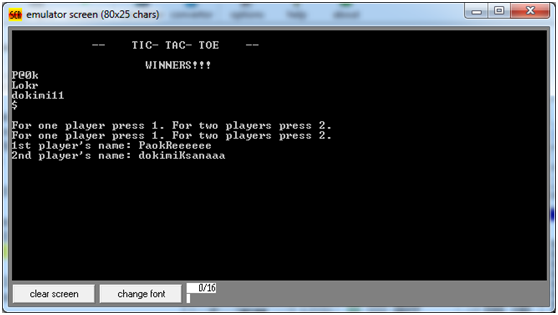 emulator screen (80x25 chars)
-- TIC- TAC- TOE --
WINNERS!!!
P@0k
Lokr
dokimi11
$
For one player press 1. For two players press 2.
For one player press 1. For two players press 2.
1st player's name: PaokReeeeee
2nd player's name: dokimiKsanaaa
clear screen
change font
0/16